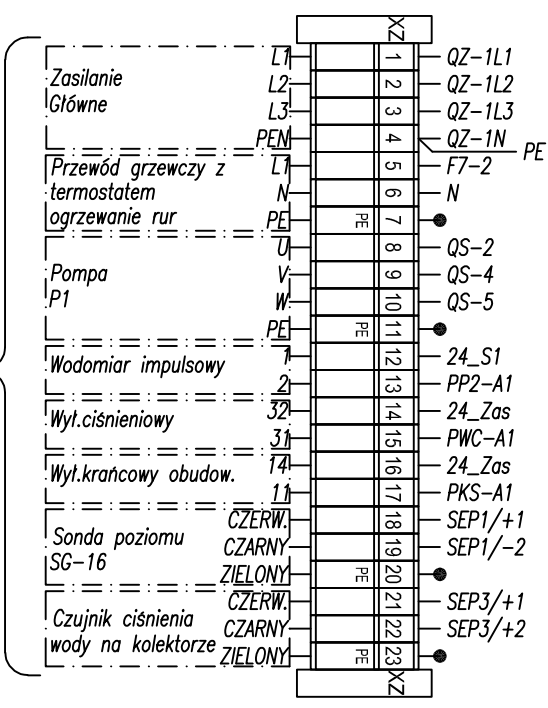 XZ
L1 1 QZ-1L1
Zasilanie L2 2 QZ-1L2
Główne L3 3 QZ-1L3
PEN 4 QZ-1N PE
Przewód grzewczy z L1 5 F7-2
termostatem N 6 N
ogrzewanie rur PE PE 7
U 8 QS-2
Pompa V 9 QS-4
P1 W 10 QS-5
PE PE 11
Wodomiar impulsowy 1 12 24_S1
2 13 PP2-A1
Wył.ciśnieniowy 32 14 24_Zas
31 15 PWC-A1
Wył.krańcowy obudow. 14 16 24_Zas
11 17 PKS-A1
CZERW. 18 SEP1/+1
Sonda poziomu CZARNY 19 SEP1/-2
SG-16 ZIELONY PE 20
CZERW. 21 SEP3/+1
Czujnik ciśnienia CZARNY 22 SEP3/+2
wody na kolektorze ZIELONY PE 23
XZ